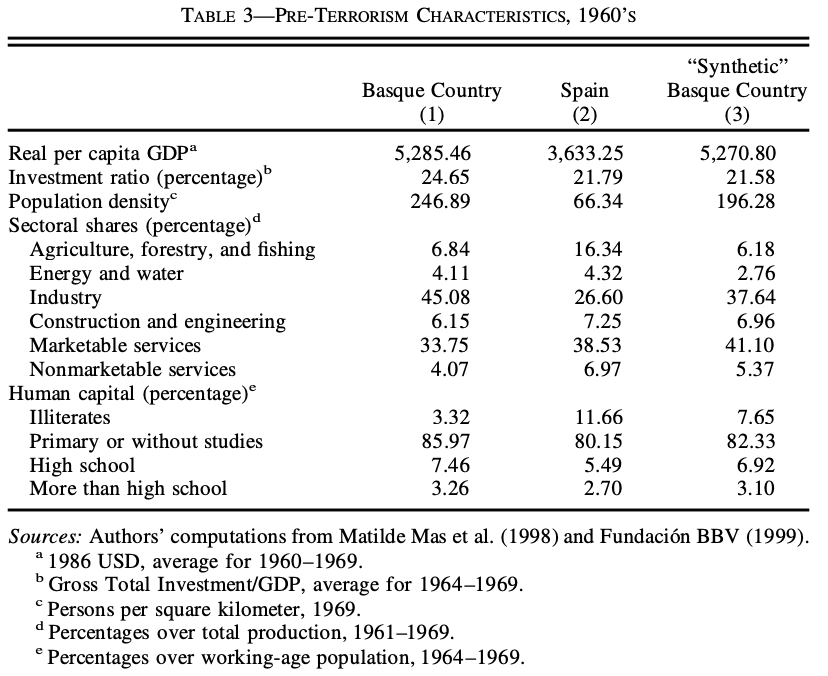 TABLE 3—PRE-TERRORISM CHARACTERISTICS, 1960's
Basque Country (1) Spain (2) “Synthetic” Basque Country (3)
Real per capita GDPᵃ 5,285.46 3,633.25 5,270.80
Investment ratio (percentage)ᵇ 24.65 21.79 21.58
Population densityᶜ 246.89 66.34 196.28
Sectoral shares (percentage)ᵈ
Agriculture, forestry, and fishing 6.84 16.34 6.18
Energy and water 4.11 4.32 2.76
Industry 45.08 26.60 37.64
Construction and engineering 6.15 7.25 6.96
Marketable services 33.75 38.53 41.10
Nonmarketable services 4.07 6.97 5.37
Human capital (percentage)ᵉ
Illiterates 3.32 11.66 7.65
Primary or without studies 85.97 80.15 82.33
High school 7.46 5.49 6.92
More than high school 3.26 2.70 3.10
Sources: Authors' computations from Matilde Mas et al. (1998) and Fundación BBV (1999).
ᵃ 1986 USD, average for 1960–1969.
ᵇ Gross Total Investment/GDP, average for 1964–1969.
ᶜ Persons per square kilometer, 1969.
ᵈ Percentages over total production, 1961–1969.
ᵉ Percentages over working-age population, 1964–1969.